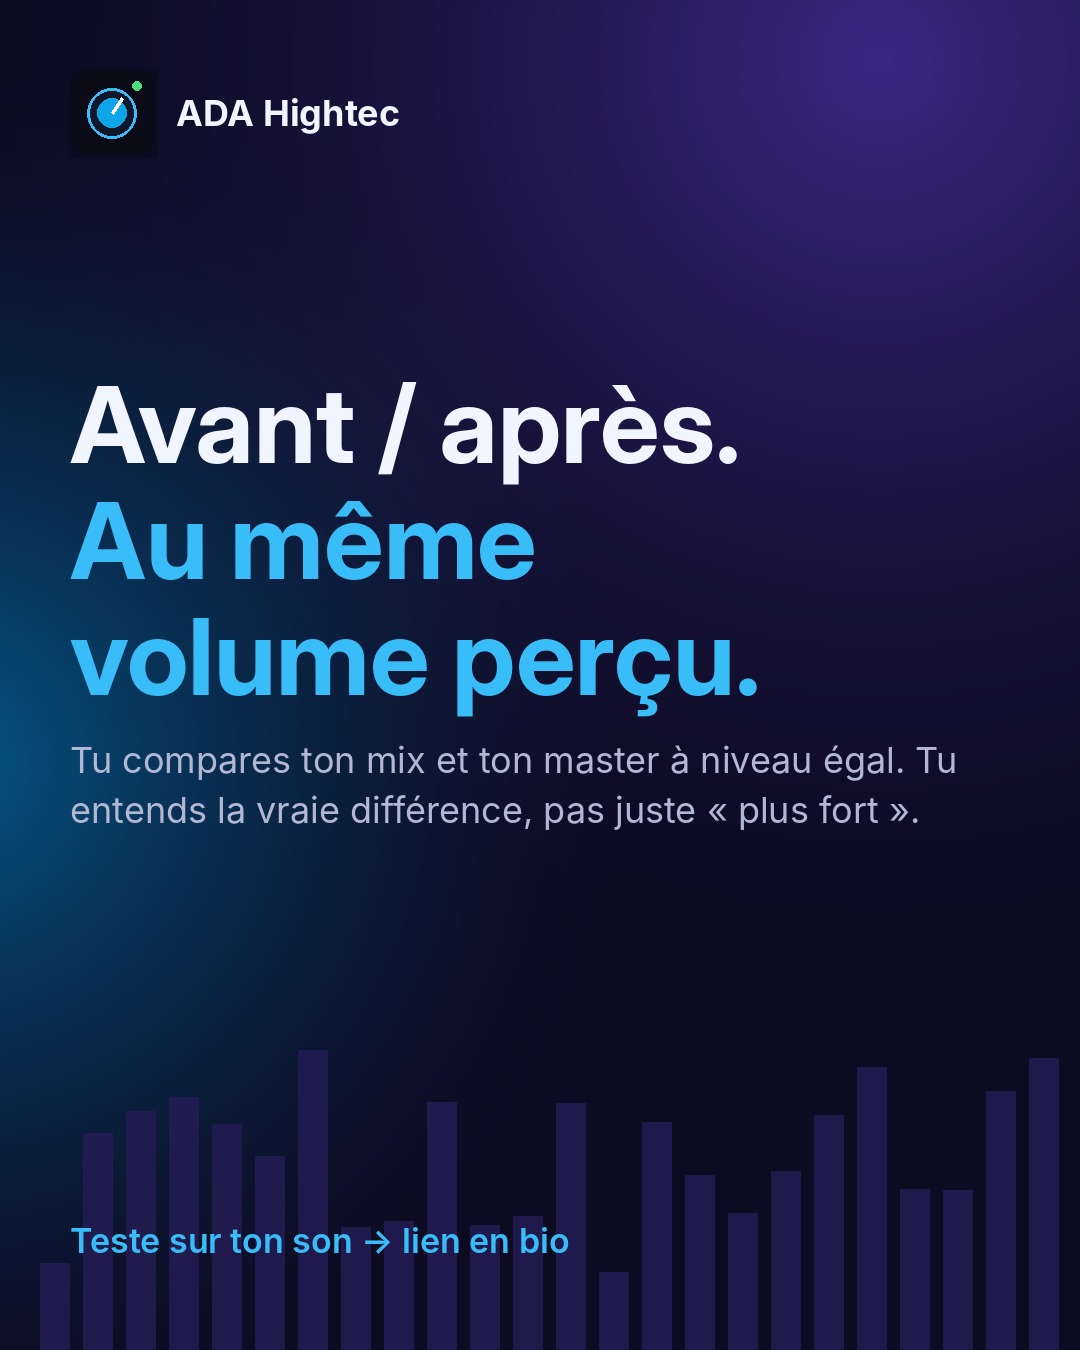 ADA Hightec
Avant / après.
Au même
volume perçu.
Tu compares ton mix et ton master à niveau égal. Tu
entends la vraie différence, pas juste « plus fort ».
Teste sur ton son → lien en bio